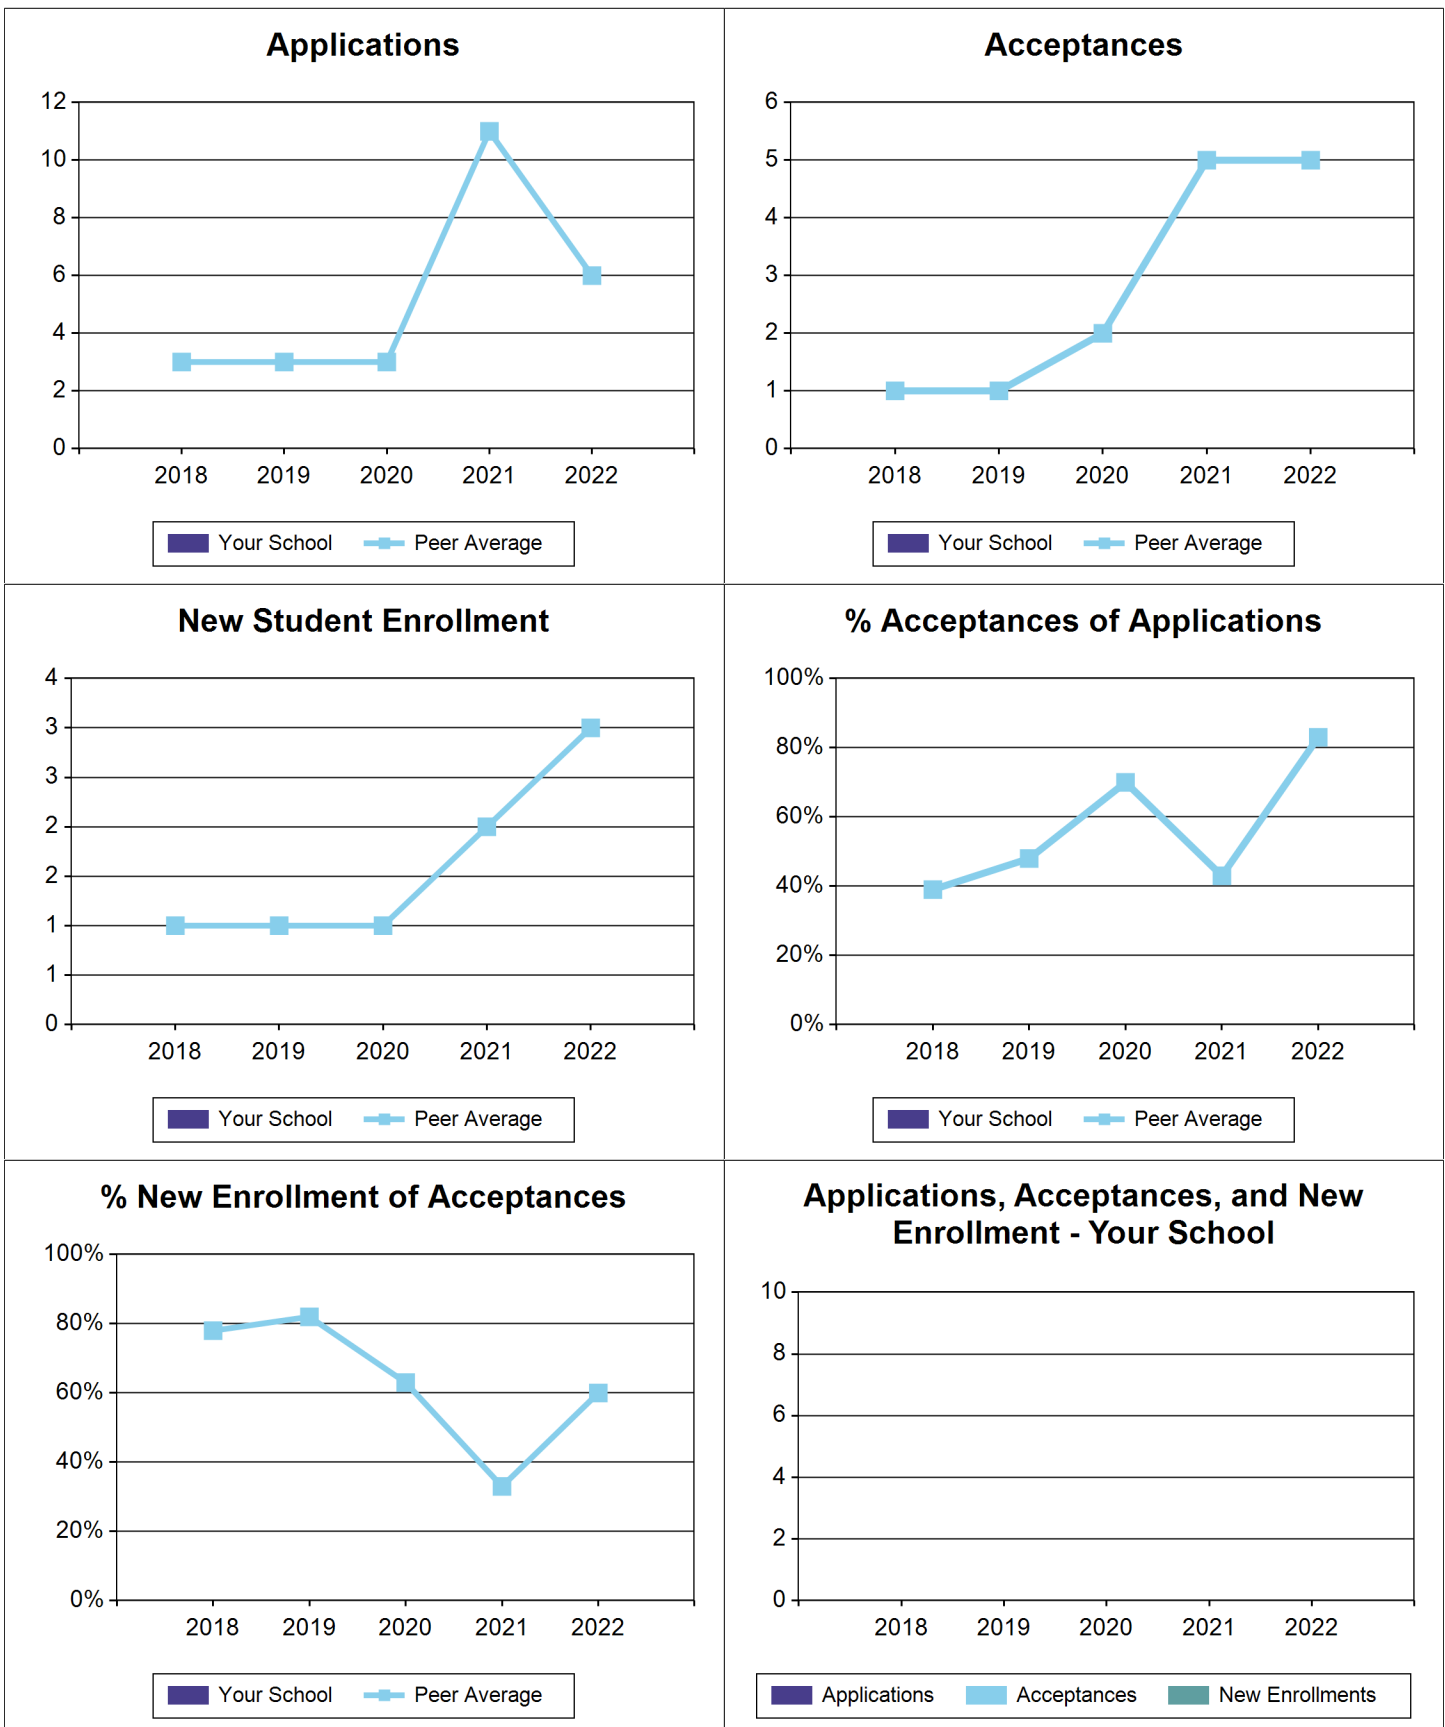 Applications
12
10
8
6
4
2
0
2018 2019 2020 2021 2022
Your School Peer Average
Acceptances
6
5
4
3
2
1
0
2018 2019 2020 2021 2022
Your School Peer Average
New Student Enrollment
4
3
3
2
2
1
1
0
2018 2019 2020 2021 2022
Your School Peer Average
% Acceptances of Applications
100%
80%
60%
40%
20%
0%
2018 2019 2020 2021 2022
Your School Peer Average
% New Enrollment of Acceptances
100%
80%
60%
40%
20%
0%
2018 2019 2020 2021 2022
Your School Peer Average
Applications, Acceptances, and New
Enrollment - Your School
10
8
6
4
2
0
2018 2019 2020 2021 2022
Applications Acceptances New Enrollments